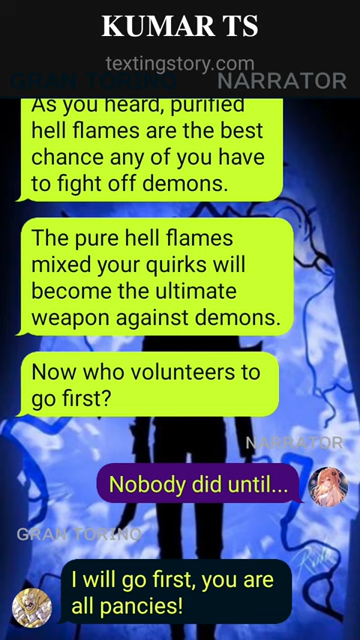 KUMAR TS
textingstory.com
GRAN TORINO NARRATOR
As you heard, purified
hell flames are the best
chance any of you have
to fight off demons.
The pure hell flames
mixed your quirks will
become the ultimate
weapon against demons.
Now who volunteers to
go first?
NARRATOR
Nobody did until...
GRAN TORINO
I will go first, you are
all pancies!